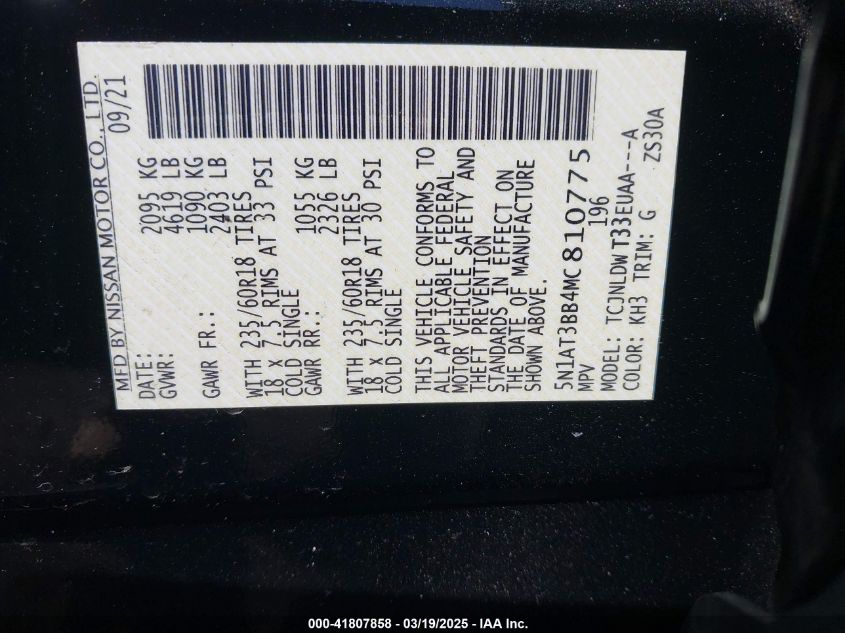 MFD BY NISSAN MOTOR CO., LTD.
DATE: 09/21
GVWR: 2095 KG
4619 LB
GAWR FR.: 1090 KG
2403 LB
WITH 235/60R18 TIRES
18 X 7.5 RIMS AT 33 PSI
COLD SINGLE
GAWR RR.: 1055 KG
2326 LB
WITH 235/60R18 TIRES
18 X 7.5 RIMS AT 30 PSI
COLD SINGLE
THIS VEHICLE CONFORMS TO
ALL APPLICABLE FEDERAL
MOTOR VEHICLE SAFETY AND
THEFT PREVENTION
STANDARDS IN EFFECT ON
THE DATE OF MANUFACTURE
SHOWN ABOVE.
5N1AT3BB4MC810775
MPV 196
MODEL: TCJNLDWT33EUAA---A
COLOR: KH3 TRIM: G ZS30A
000-41807858 - 03/19/2025 - IAA Inc.